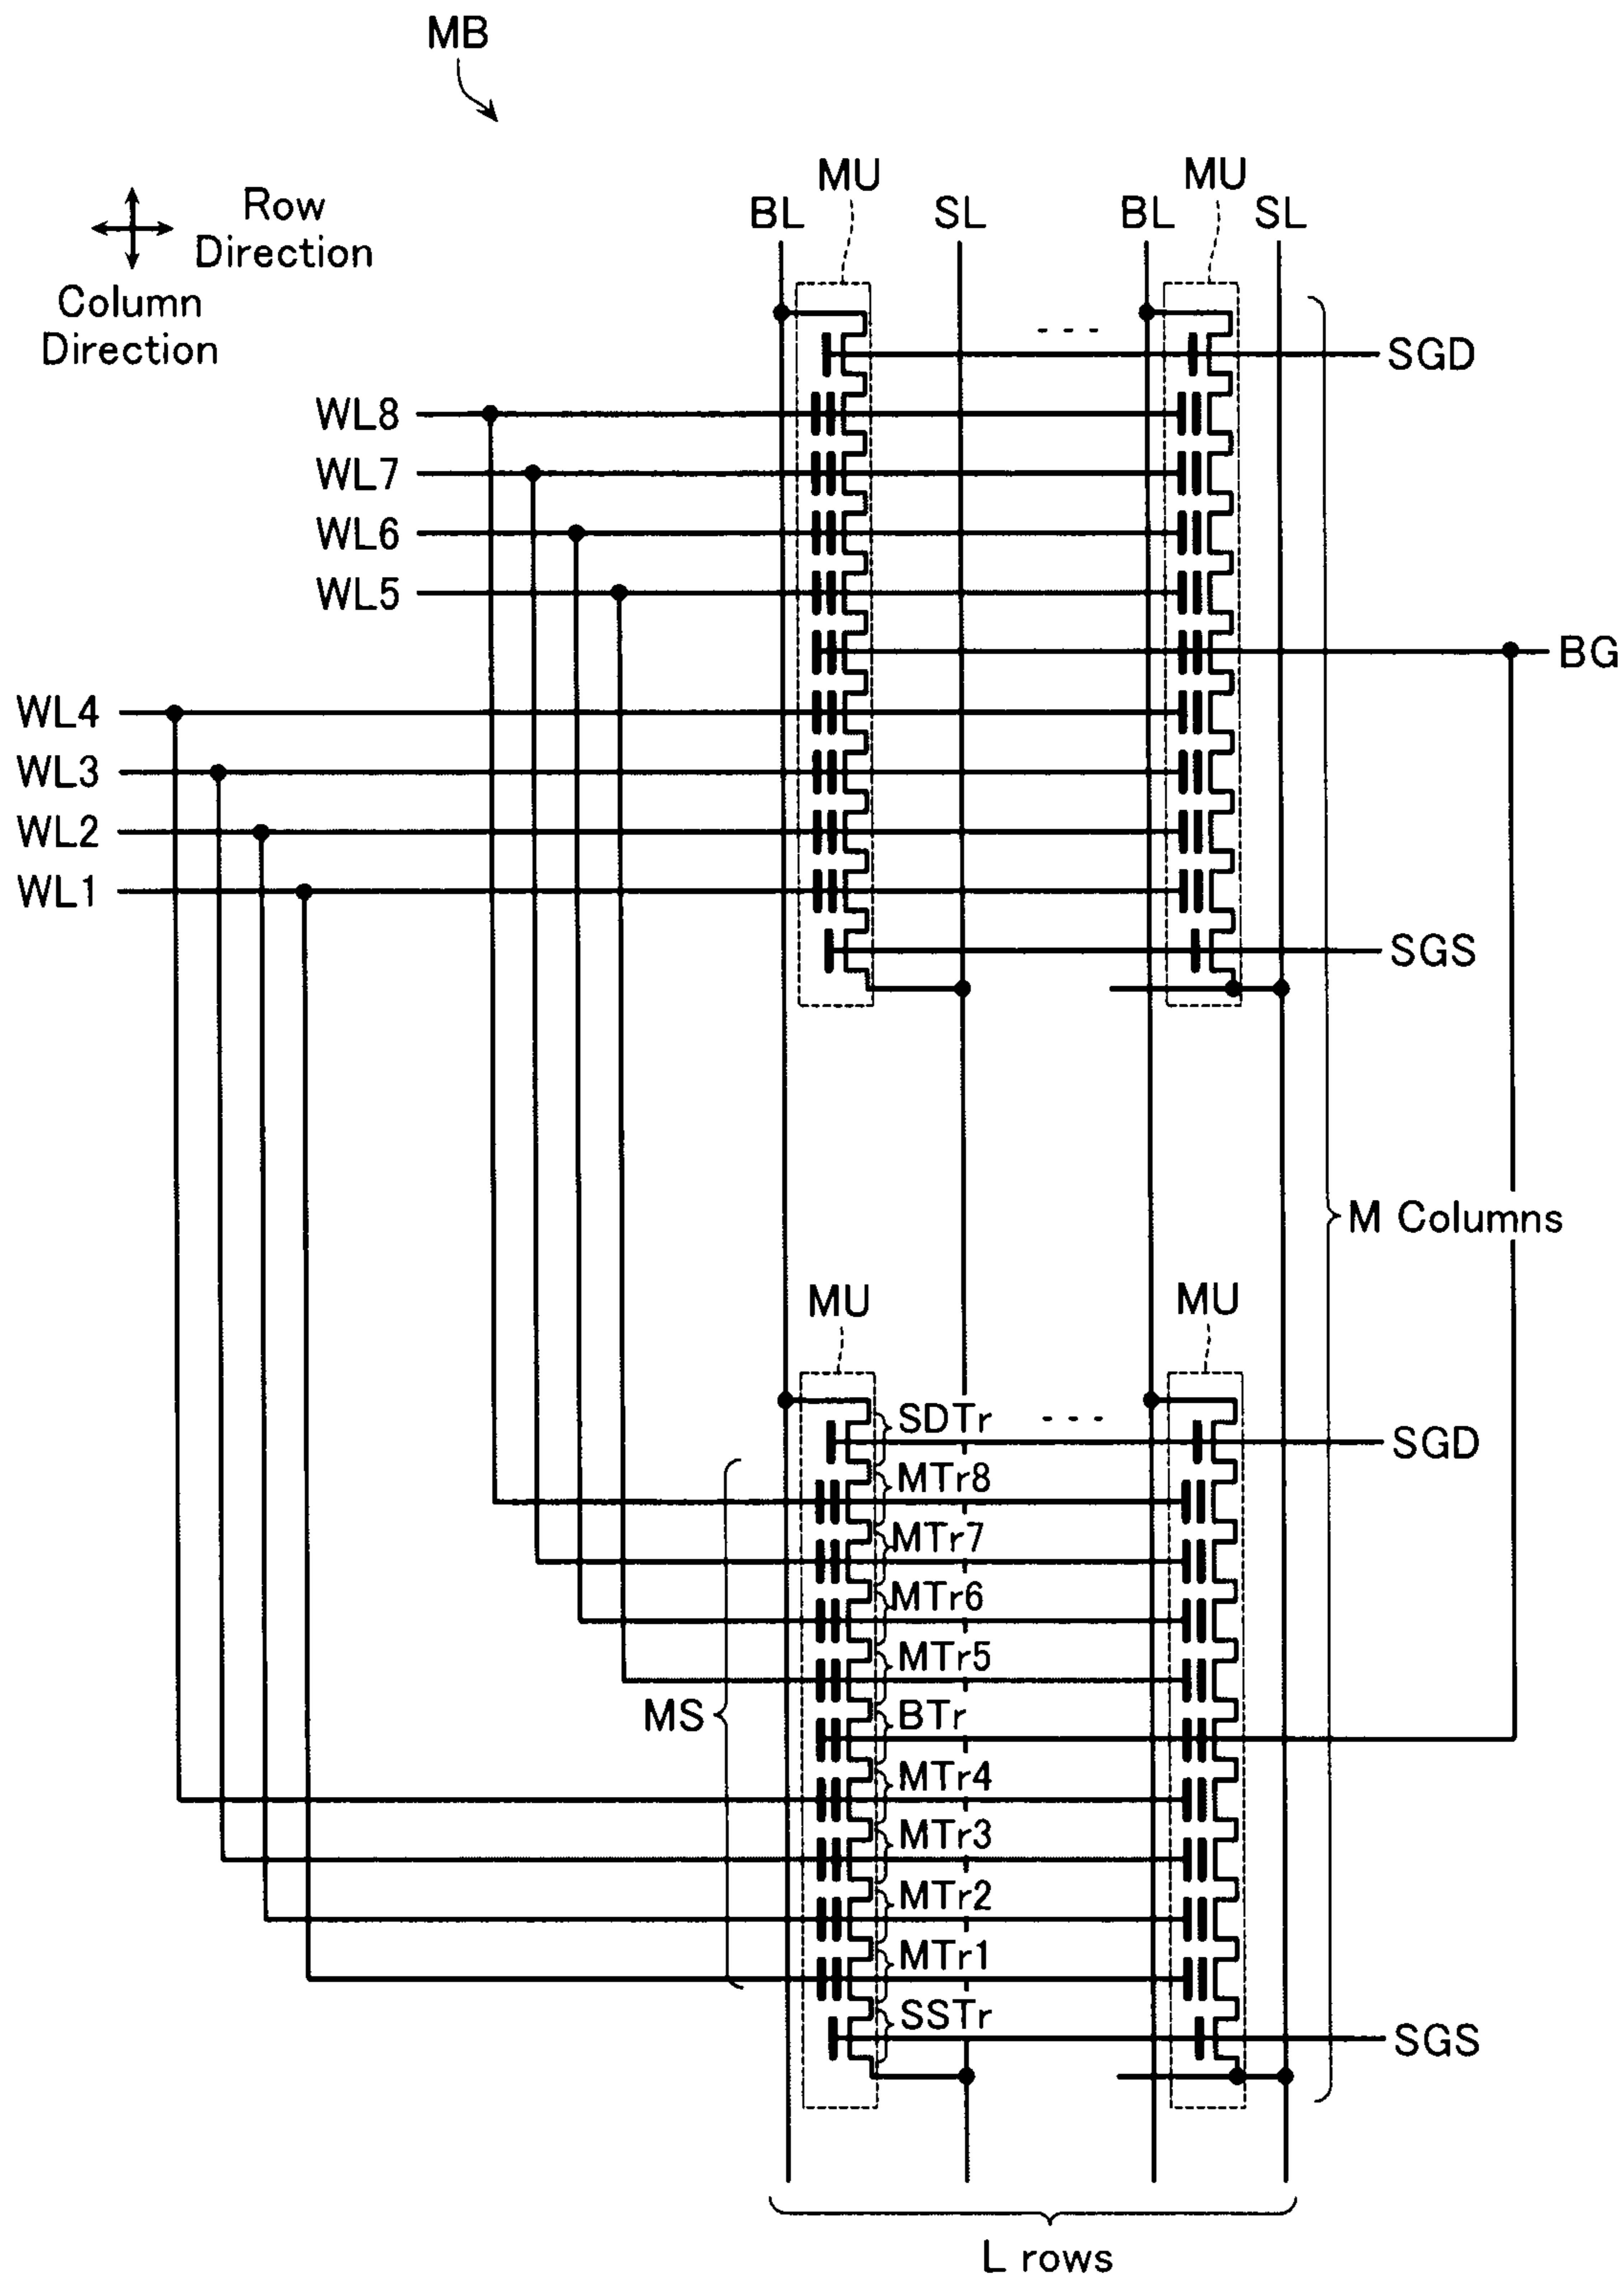 MB
Row
Direction
Column
Direction
MU
MU
BL
SL
BL
SL
- - -
SGD
WL8
WL7
WL6
WL5
BG
WL4
WL3
WL2
WL1
SGS
M Columns
MU
MU
SDTr
- - -
SGD
MTr8
MTr7
MTr6
MTr5
MS
BTr
MTr4
MTr3
MTr2
MTr1
SSTr
SGS
L rows